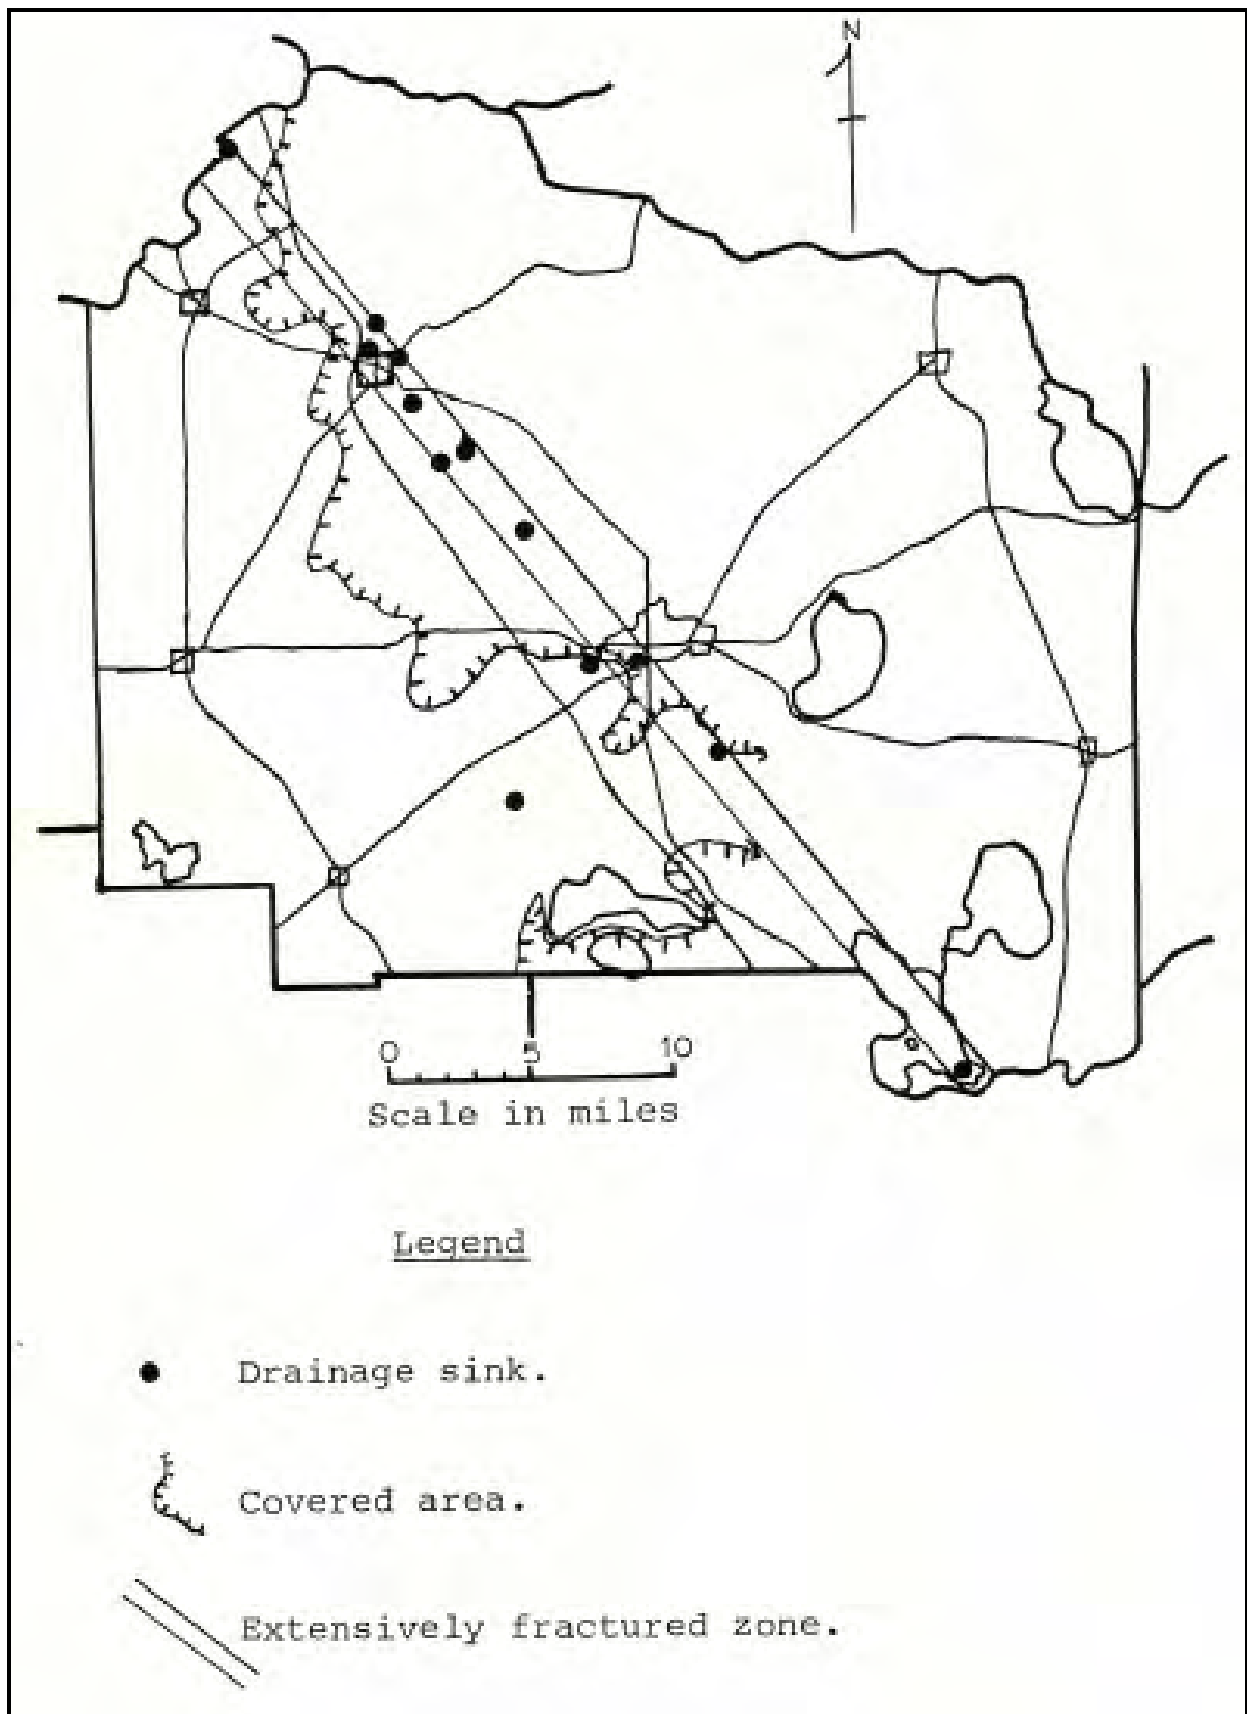 N
0 5 10
Scale in miles
Legend
Drainage sink.
Covered area.
Extensively fractured zone.